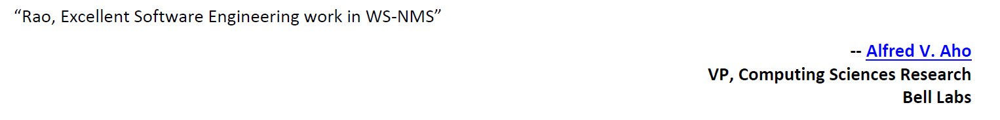 “Rao, Excellent Software Engineering work in WS-NMS”
-- Alfred V. Aho
VP, Computing Sciences Research
Bell Labs